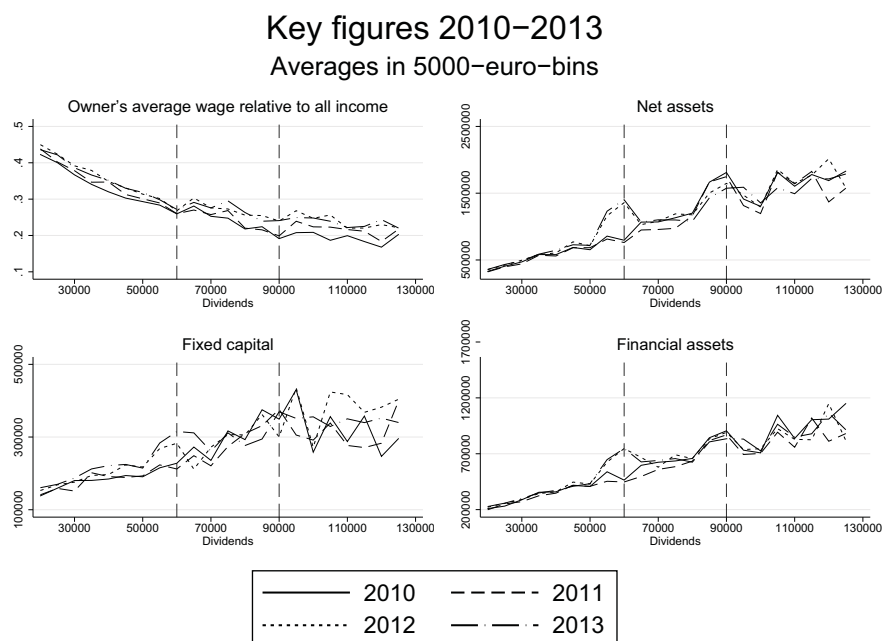 Key figures 2010−2013
Averages in 5000−euro−bins
Owner's average wage relative to all income
.5
.4
.3
.2
.1
30000 50000 70000 90000 110000 130000
Dividends
Net assets
2500000
1500000
500000
30000 50000 70000 90000 110000 130000
Dividends
Fixed capital
500000
300000
100000
30000 50000 70000 90000 110000 130000
Dividends
Financial assets
1700000
1200000
700000
200000
30000 50000 70000 90000 110000 130000
Dividends
2010 2011
2012 2013